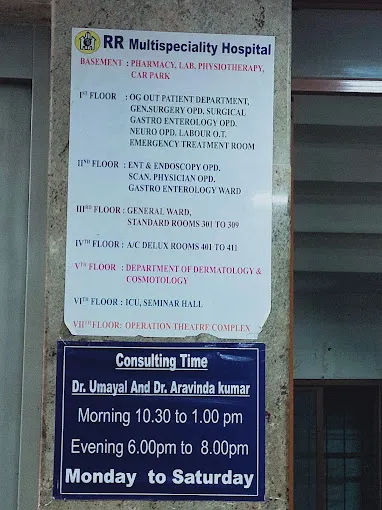 RR Multispeciality Hospital
BASEMENT : PHARMACY, LAB, PHYSIOTHERAPY,
CAR PARK
IST FLOOR : OG OUT PATIENT DEPARTMENT,
GEN.SURGERY OPD. SURGICAL
GASTRO ENTEROLOGY OPD.
NEURO OPD, LABOUR O.T.
EMERGENCY TREATMENT ROOM
IIND FLOOR : ENT & ENDOSCOPY OPD.
SCAN, PHYSICIAN OPD,
GASTRO ENTEROLOGY WARD
IIIRD FLOOR : GENERAL WARD,
STANDARD ROOMS 301 TO 309
IVTH FLOOR : A/C DELUX ROOMS 401 TO 411
VTH FLOOR : DEPARTMENT OF DERMATOLOGY &
COSMOTOLOGY
VITH FLOOR : ICU, SEMINAR HALL
VIITH FLOOR: OPERATION THEATRE COMPLEX
Consulting Time
Dr. Umayal And Dr. Aravinda kumar
Morning 10.30 to 1.00 pm
Evening 6.00pm to 8.00pm
Monday to Saturday